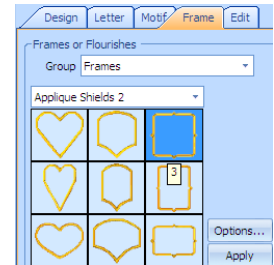 Design Letter Motif Frame Edit
Frames or Flourishes
Group Frames
Applique Shields 2
3
Options...
Apply